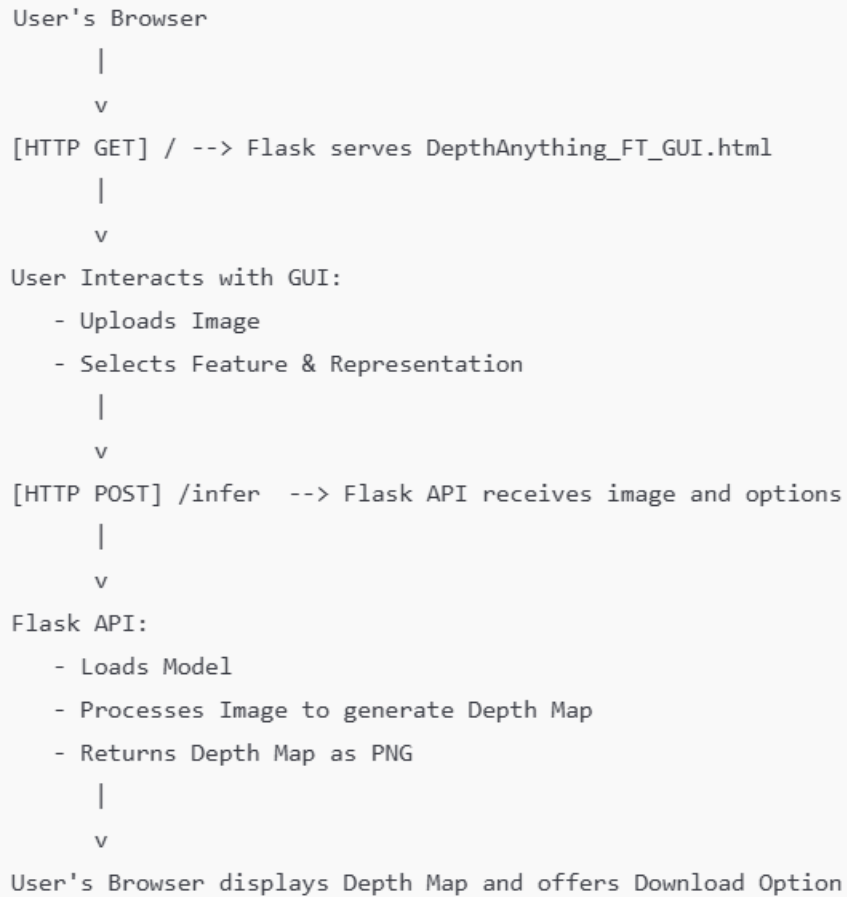 User's Browser
|
v
[HTTP GET] / --> Flask serves DepthAnything_FT_GUI.html
|
v
User Interacts with GUI:
- Uploads Image
- Selects Feature & Representation
|
v
[HTTP POST] /infer  --> Flask API receives image and options
|
v
Flask API:
- Loads Model
- Processes Image to generate Depth Map
- Returns Depth Map as PNG
|
v
User's Browser displays Depth Map and offers Download Option